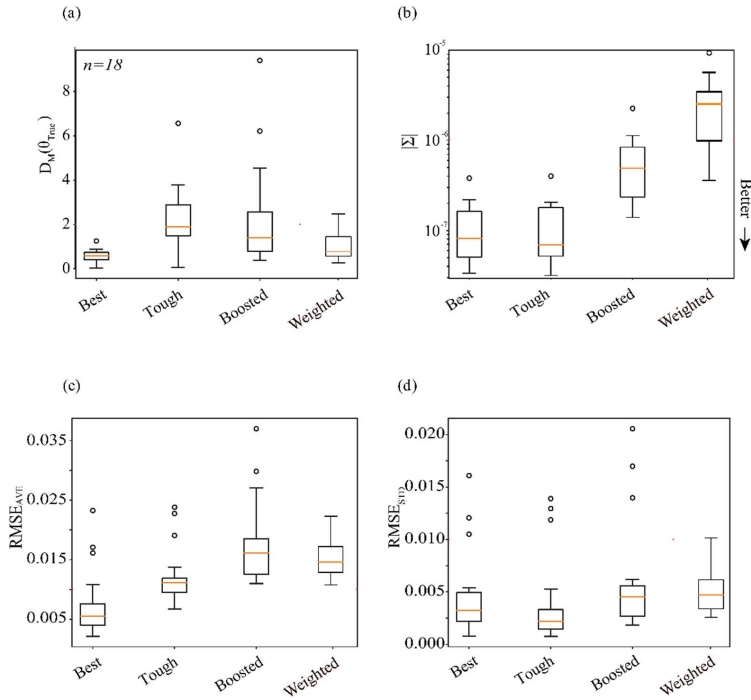 (a)
n=18
D_M(θ_True)
8
6
4
2
0
Best
Tough
Boosted
Weighted
(b)
|Σ|
10^-5
10^-6
10^-7
Best
Tough
Boosted
Weighted
Better →
(c)
RMSE_AVE
0.035
0.025
0.015
0.005
Best
Tough
Boosted
Weighted
(d)
RMSE_STD
0.020
0.015
0.010
0.005
0.000
Best
Tough
Boosted
Weighted